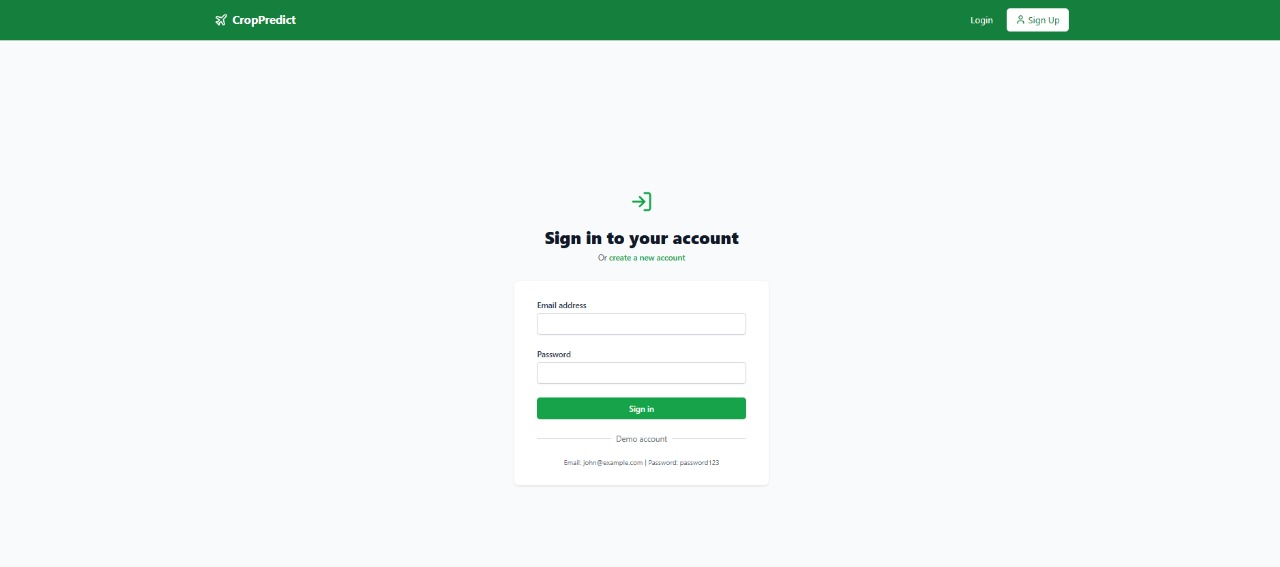 CropPredict
Login
Sign Up
Sign in to your account
Or create a new account
Email address
Password
Sign in
Demo account
Email: john@example.com | Password: password123